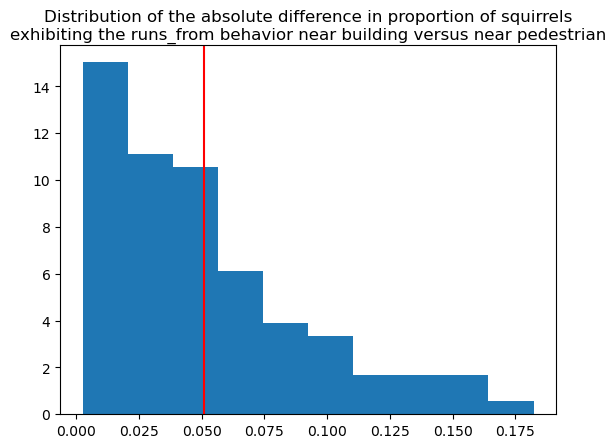 Distribution of the absolute difference in proportion of squirrels
exhibiting the runs_from behavior near building versus near pedestrian
14
12
10
8
6
4
2
0
0.000 0.025 0.050 0.075 0.100 0.125 0.150 0.175